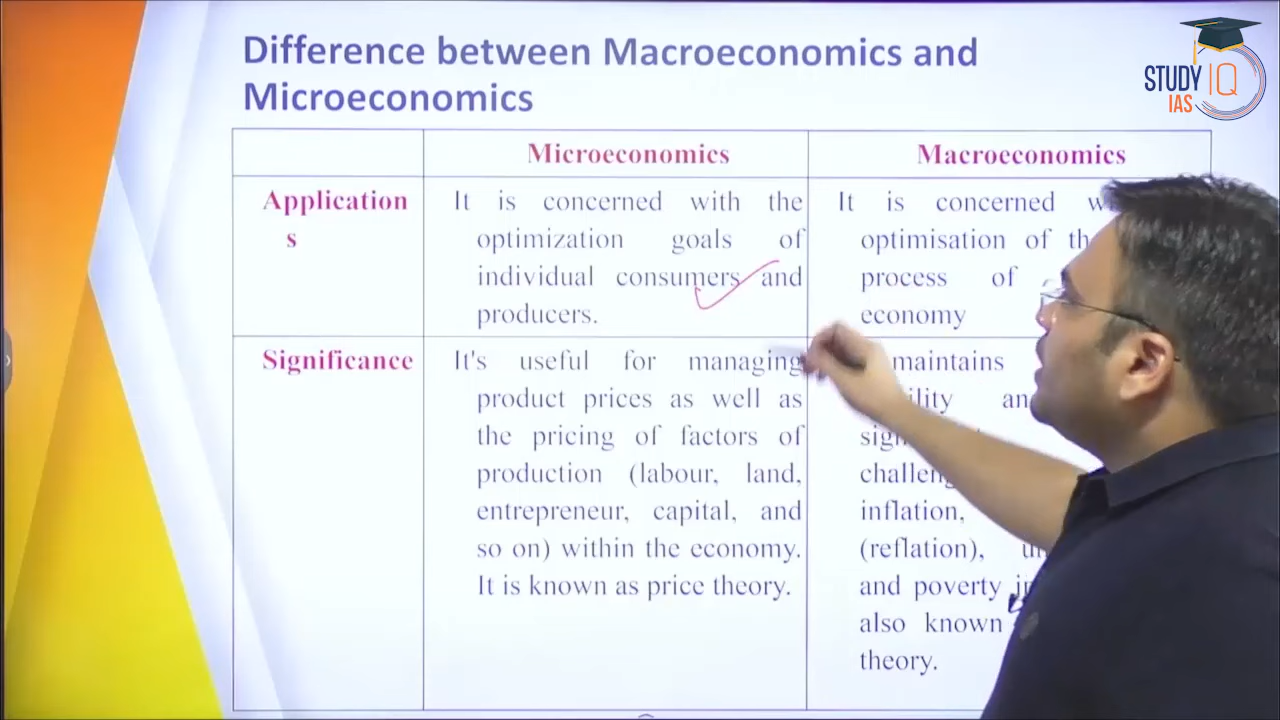 Difference between Macroeconomics and
Microeconomics
STUDY IQ
IAS
Microeconomics
Macroeconomics
Application
s
It is concerned with the
optimization goals of
individual consumers and
producers.
It is concerned
optimisation of
process of
economy
Significance
It's useful for managing
product prices as well as
the pricing of factors of
production (labour, land,
entrepreneur, capital, and
so on) within the economy.
It is known as price theory.
maintains
inflation,
(reflation),
and poverty
also known
theory.